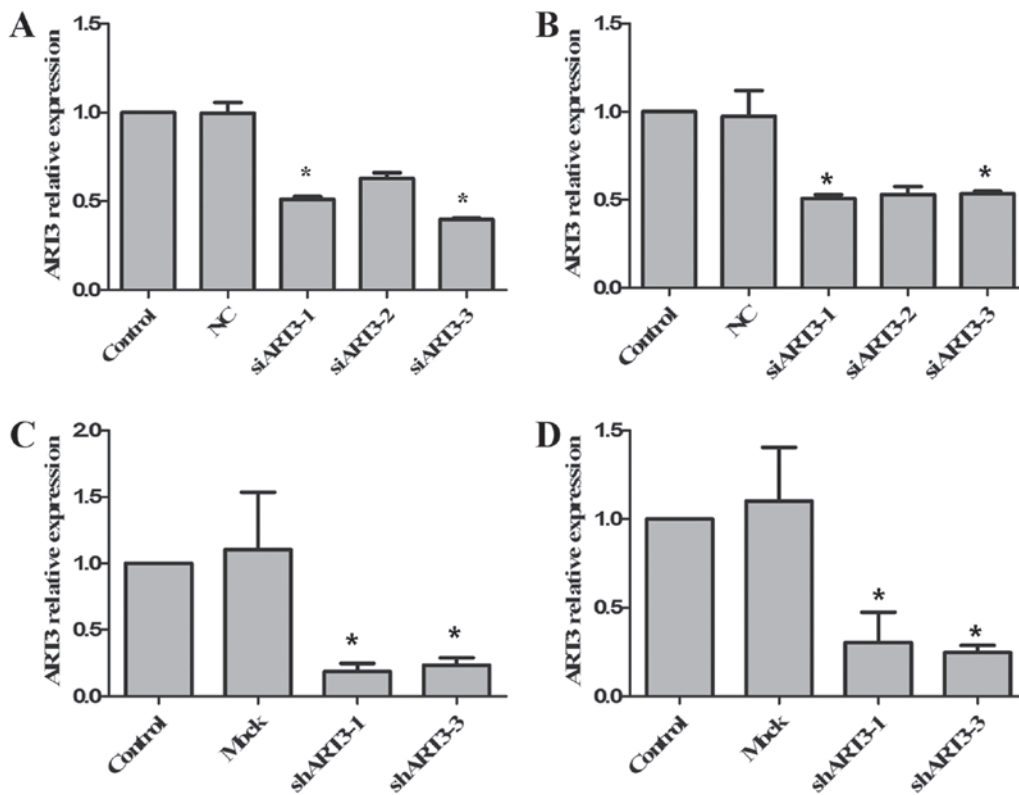 A
ART3 relative expression
1.5
1.0
0.5
0.0
*
*
Control
NC
siART3-1
siART3-2
siART3-3
B
ART3 relative expression
1.5
1.0
0.5
0.0
*
*
Control
NC
siART3-1
siART3-2
siART3-3
C
ART3 relative expression
2.0
1.5
1.0
0.5
0.0
*
*
Control
Mock
shART3-1
shART3-3
D
ART3 relative expression
1.5
1.0
0.5
0.0
*
*
Control
Mock
shART3-1
shART3-3